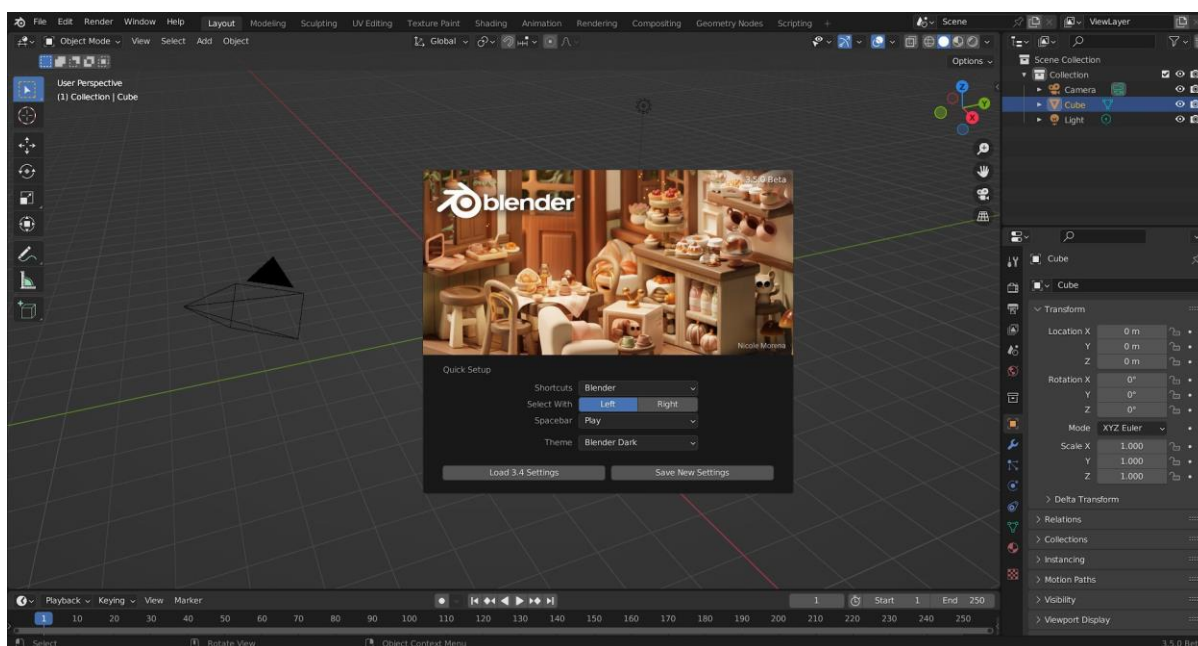 File Edit Render Window Help Layout Modeling Sculpting UV Editing Texture Paint Shading Animation Rendering Compositing Geometry Nodes Scripting + Scene ViewLayer
Object Mode View Select Add Object Global
Options
User Perspective
(1) Collection | Cube
Z
Y
X
Scene Collection
Collection
Camera
Cube
Light
3.5.0 Beta
blender
Nicole Morena
Quick Setup
Shortcuts Blender
Select With Left Right
Spacebar Play
Theme Blender Dark
Load 3.4 Settings Save New Settings
Cube
Cube
Transform
Location X 0 m
Y 0 m
Z 0 m
Rotation X 0°
Y 0°
Z 0°
Mode XYZ Euler
Scale X 1.000
Y 1.000
Z 1.000
Delta Transform
Relations
Collections
Instancing
Motion Paths
Visibility
Viewport Display
Playback Keying View Marker 1 Start 1 End 250
1 10 20 30 40 50 60 70 80 90 100 110 120 130 140 150 160 170 180 190 200 210 220 230 240 250
Select Rotate View Object Context Menu